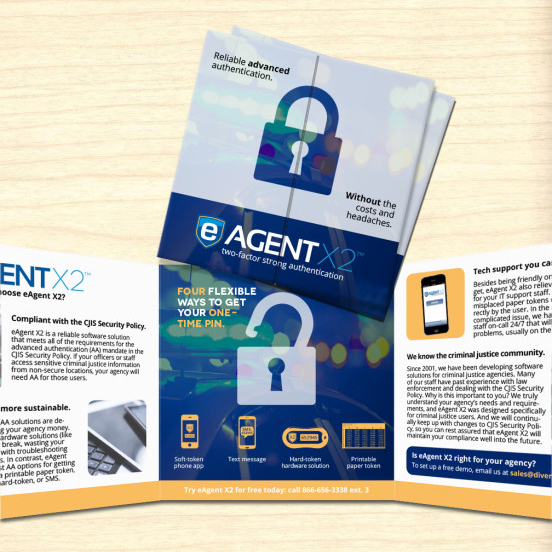 Reliable advanced
authentication.
Without the
costs and
headaches.
e AGENT X2™
two-factor strong authentication
ENT X2™
oose eAgent X2?
Compliant with the CJIS Security Policy.
eAgent X2 is a reliable software solution
that meets all of the requirements for the
advanced authentication (AA) mandate in the
CJIS Security Policy. If your officers or staff
access sensitive criminal justice information
from non-secure locations, your agency will
need AA for those users.
more sustainable.
AA solutions are de-
g your agency money.
ardware solutions (like
break, wasting your
with troubleshooting
s. In contrast, eAgent
st AA options for getting
a printable paper token,
ard-token, or SMS.
FOUR FLEXIBLE
WAYS TO GET
YOUR ONE-
TIME PIN.
Soft-token
phone app
Text message
Hard-token
hardware solution
Printable
paper token
Try eAgent X2 for free today: call 866-656-3338 ext. 3
Tech support you ca
Besides being friendly or
get, eAgent X2 also reliev
for your IT support staff.
misplaced paper tokens
rectly by the user. In the
complicated issue, we ha
staff on-call 24/7 that will
problems, usually on the
We know the criminal justice community.
Since 2001, we have been developing software
solutions for criminal justice agencies. Many
of our staff have past experience with law
enforcement and dealing with the CJIS Security
Policy. Why is this important to you? We truly
understand your agency's needs and require-
ments, and eAgent X2 was designed specifically
for criminal justice users. And we will continu-
ally keep up with changes to CJIS Security Poli-
cy, so you can rest assured that eAgent X2 will
maintain your compliance well into the future.
Is eAgent X2 right for your agency?
To set up a free demo, email us at sales@diver